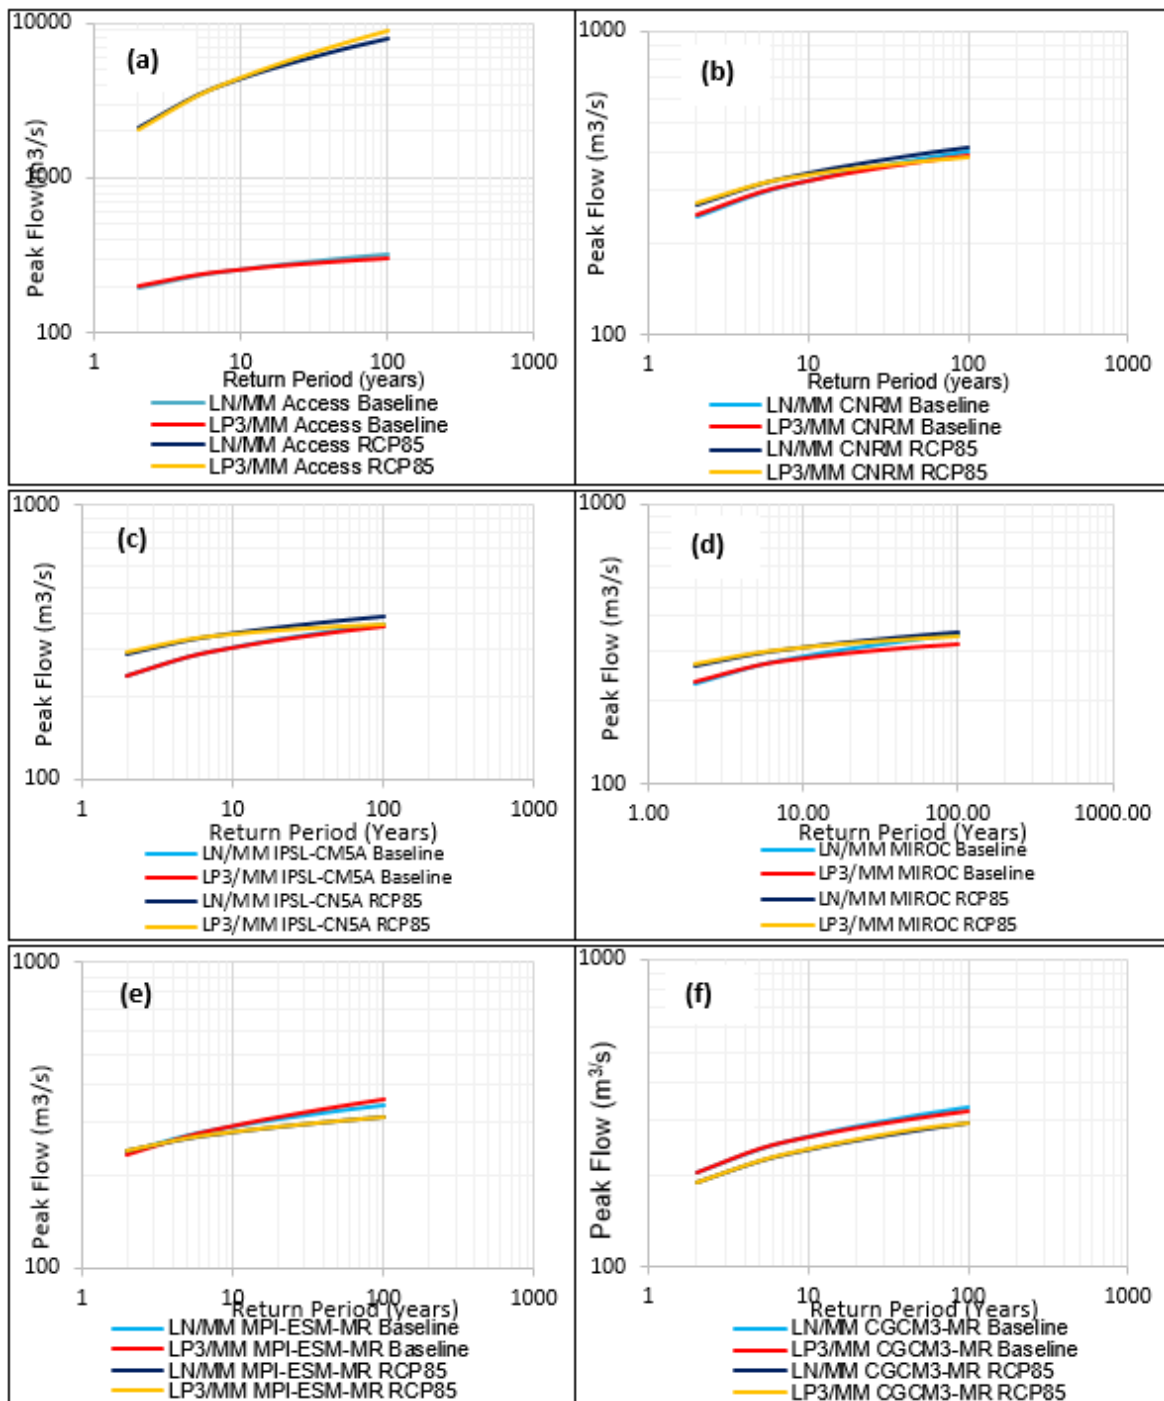 10000
(a)
1000
100
Peak Flow(m3/s)
1 10 100 1000
Return Period (years)
LN/MM Access Baseline
LP3/MM Access Baseline
LN/MM Access RCP85
LP3/MM Access RCP85
1000
(b)
100
Peak Flow (m3/s)
1 10 100 1000
Return Period (years)
LN/MM CNRM Baseline
LP3/MM CNRM Baseline
LN/MM CNRM RCP85
LP3/MM CNRM RCP85
1000
(c)
100
Peak Flow (m3/s)
1 10 100 1000
Return Period (Years)
LN/MM IPSL-CM5A Baseline
LP3/MM IPSL-CM5A Baseline
LN/MM IPSL-CN5A RCP85
LP3/MM IPSL-CN5A RCP85
1000
(d)
100
Peak Flow (m3/s)
1.00 10.00 100.00 1000.00
Return Period (Years)
LN/MM MIROC Baseline
LP3/MM MIROC Baseline
LN/MM MIROC RCP85
LP3/MM MIROC RCP85
1000
(e)
100
Peak Flow (m3/s)
1 10 100 1000
Return Period (years)
LN/MM MPI-ESM-MR Baseline
LP3/MM MPI-ESM-MR Baseline
LN/MM MPI-ESM-MR RCP85
LP3/MM MPI-ESM-MR RCP85
1000
(f)
100
Peak Flow (m³/s)
1 10 100 1000
Return Period (Years)
LN/MM CGCM3-MR Baseline
LP3/MM CGCM3-MR Baseline
LN/MM CGCM3-MR RCP85
LP3/MM CGCM3-MR RCP85